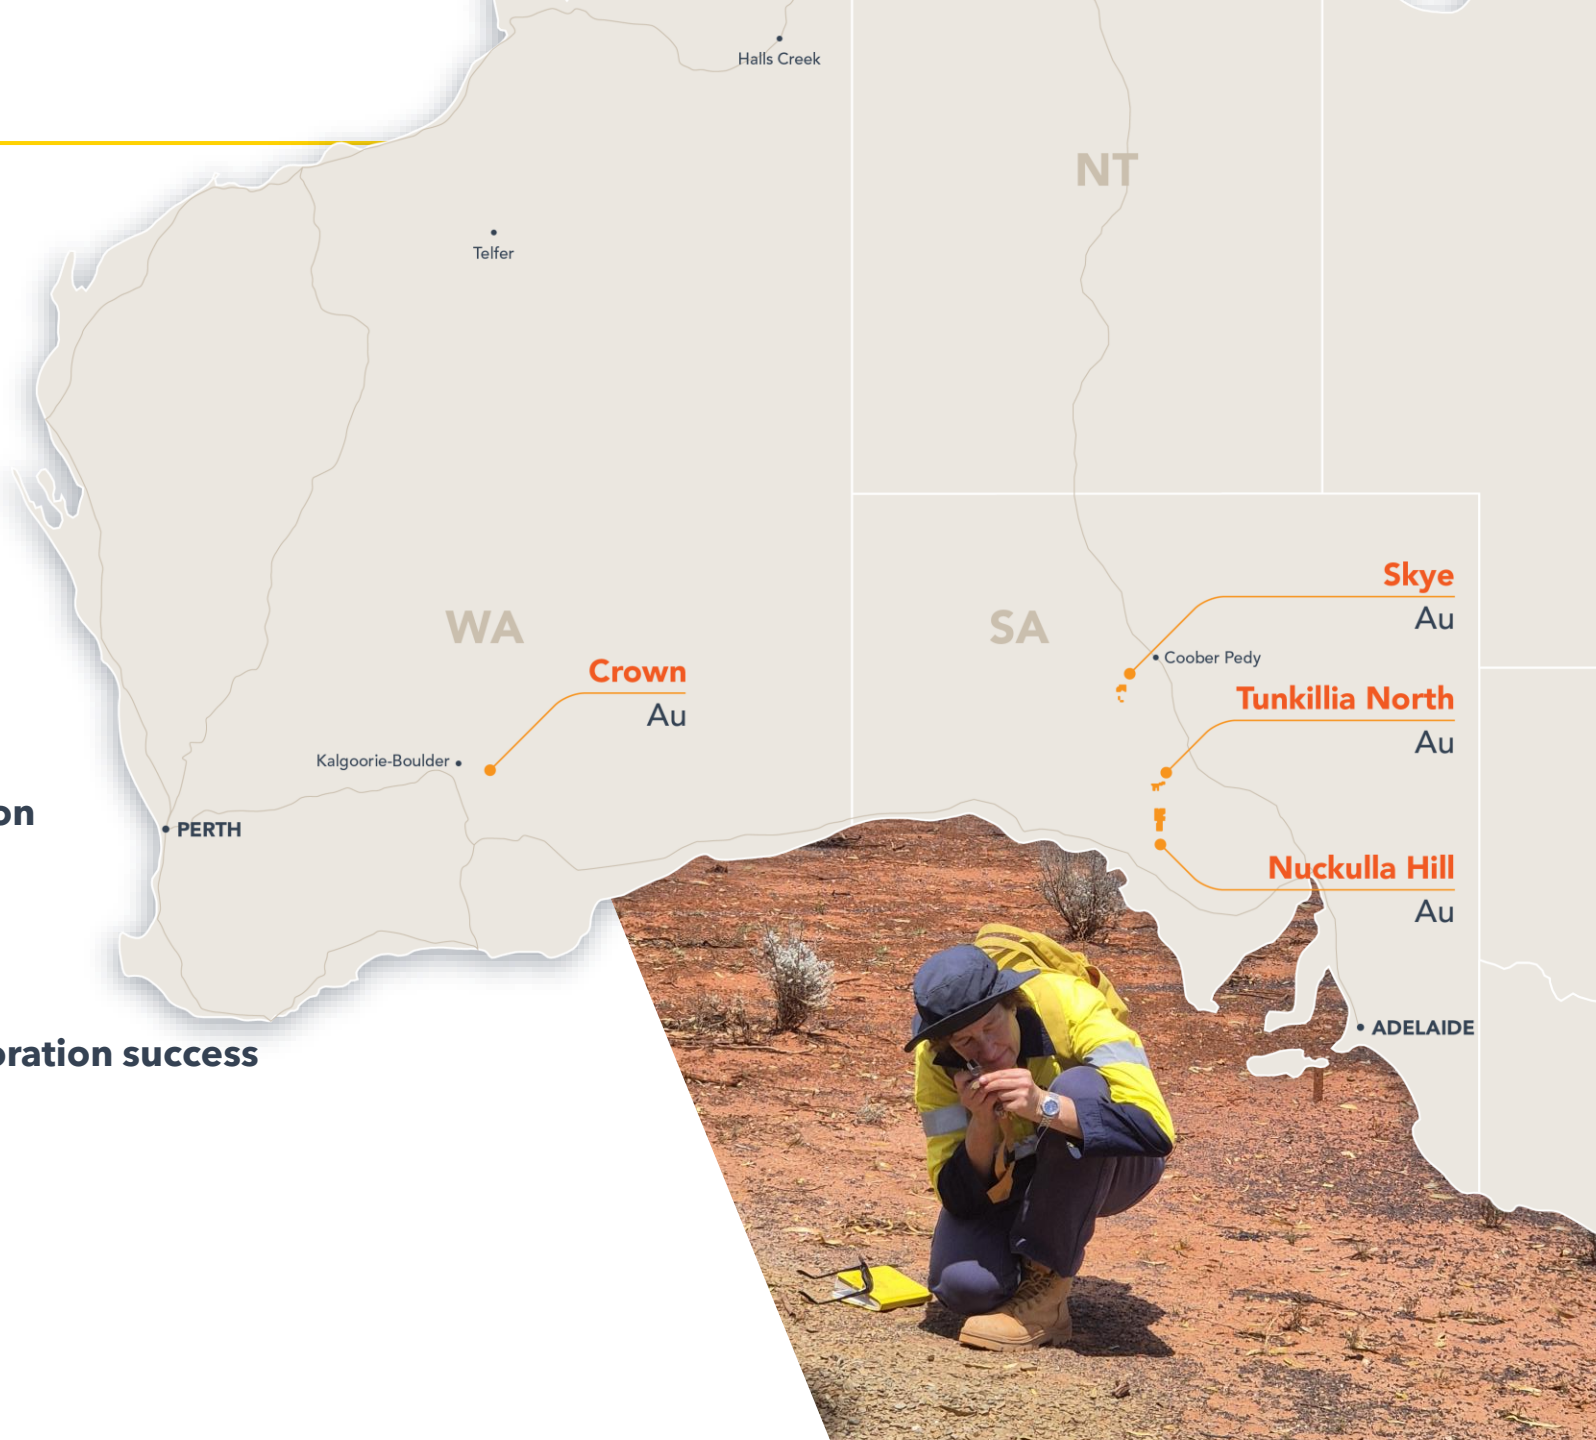 Halls Creek
NT
Telfer
Skye
Au
WA
SA
Coober Pedy
Crown
Au
Tunkillia North
Au
Kalgoorlie-Boulder
on
PERTH
Nuckulla Hill
Au
ADELAIDE
oration success